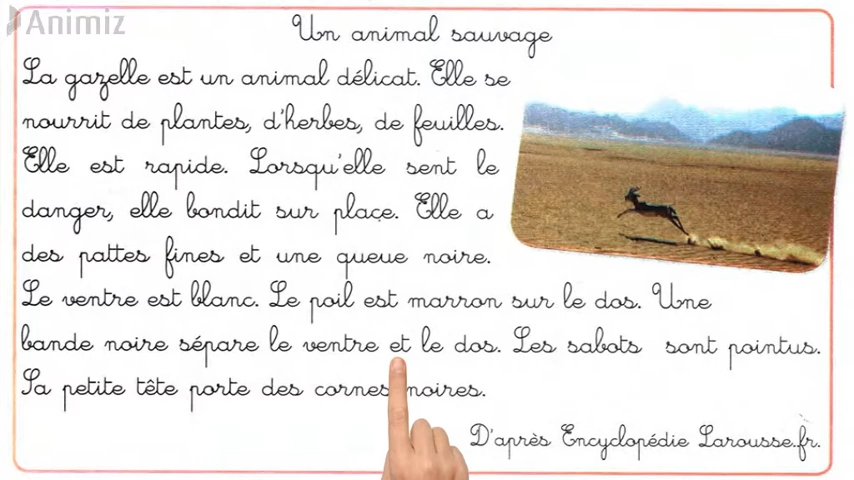 Animiz
Un animal sauvage
La gazelle est un animal délicat. Elle se
nourrit de plantes, d'herbes, de feuilles.
Elle est rapide. Lorsqu'elle sent le
danger, elle bondit sur place. Elle a
des pattes fines et une queue noire.
Le ventre est blanc. Le poil est marron sur le dos. Une
bande noire sépare le ventre et le dos. Les sabots sont pointus.
Sa petite tête porte des cornes noires.
D'après Encyclopédie Larousse.fr.